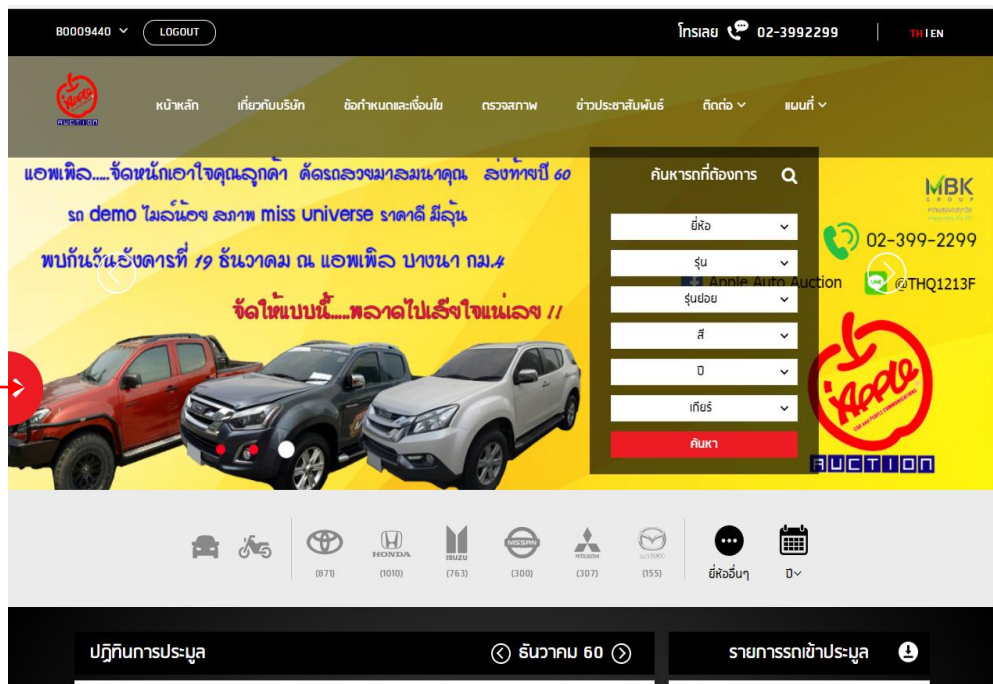 B0009440 LOGOUT โทรเลย 02-3992299 | TH | EN
Apple
AUCTION
หน้าหลัก เกี่ยวกับบริษัท ข้อกำหนดและเงื่อนไข ตรวจสภาพ ข่าวประชาสัมพันธ์ ติดต่อ แผนที่
แอพเพิล.....จัดหนักเอาใจคุณลูกค้า คัดรถสวยมาสมนาคุณ ส่งท้ายปี 60
รถ demo ไมล์น้อย สภาพ miss universe ราคาดี มีลุ้น
พบกันวันอังคารที่ 19 ธันวาคม ณ แอพเพิล บางนา กม.4
จัดให้แบบนี้.....พลาดไปเสียใจแน่เลย !!
ค้นหารถที่ต้องการ
ยี่ห้อ
รุ่น
รุ่นย่อย
สี
ปี
เกียร์
ค้นหา
MBK
GROUP
02-399-2299
Apple Auto Auction
LINE
@THQ1213F
Apple
CAR AND PEOPLE COMMUNICATIONS
AUCTION
HONDA ISUZU NISSAN MITSUBISHI
(871) (1010) (763) (300) (307) (155) ยี่ห้ออื่นๆ ปี
ปฏิทินการประมูล ธันวาคม 60 รายการรถเข้าประมูล